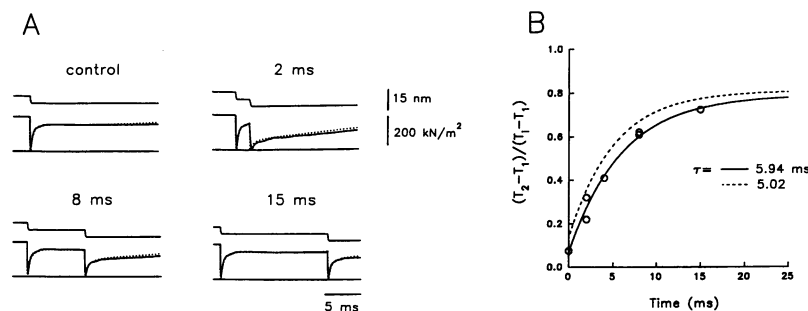 A
control
2 ms
15 nm
200 kN/m²
8 ms
15 ms
5 ms
B
(T₂−T₁)/(Tᵢ−T₁)
1.0
0.8
0.6
0.4
0.2
0.0
τ= 5.94 ms
5.02
0 5 10 15 20 25
Time (ms)